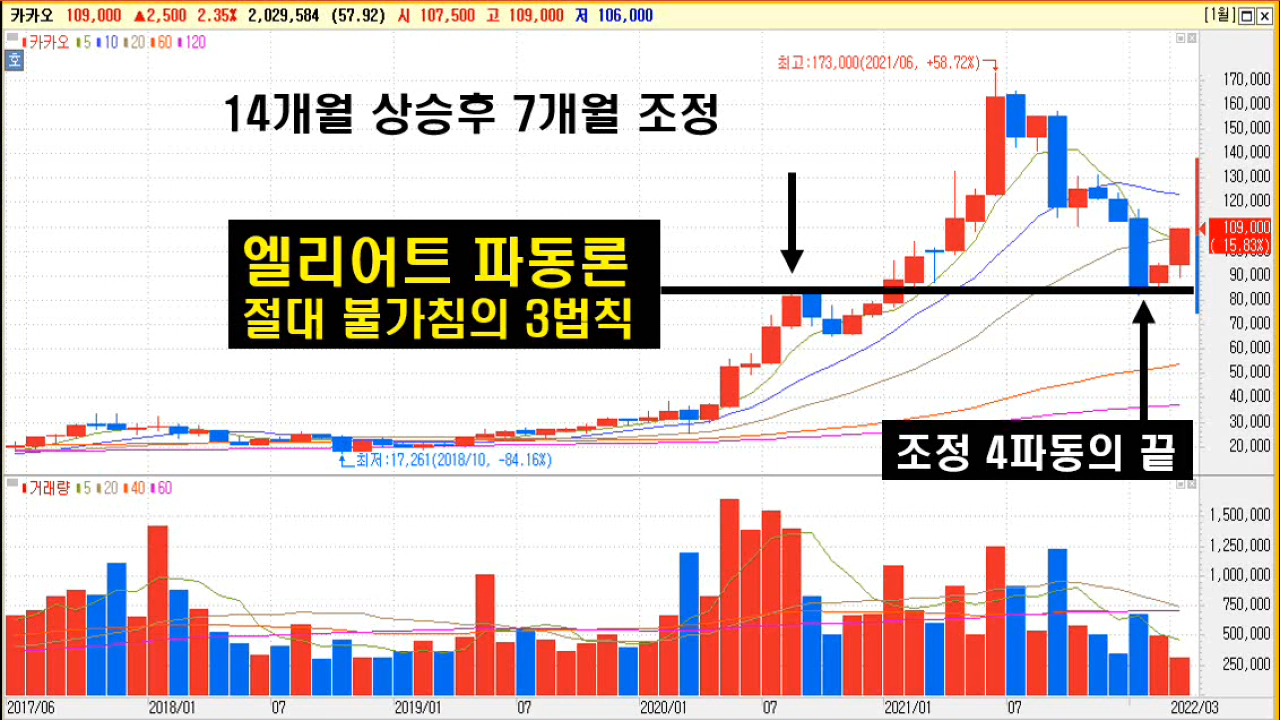 카카오 109,000 ▲2,500 2.35% 2,029,584 (57.92) 시 107,500 고 109,000 저 106,000 [1월]
카카오 5 10 20 60 120
호
최고:173,000(2021/06, +58.72%)
14개월 상승후 7개월 조정
엘리어트 파동론
절대 불가침의 3법칙
170,000
160,000
150,000
140,000
130,000
120,000
109,000
( 15.83%)
90,000
80,000
70,000
60,000
50,000
40,000
30,000
20,000
조정 4파동의 끝
최저:17,261(2018/10, -84.16%)
거래량 5 20 40 60
1,500,000
1,250,000
1,000,000
750,000
500,000
250,000
2017/06 2018/01 07 2019/01 07 2020/01 07 2021/01 07 2022/03